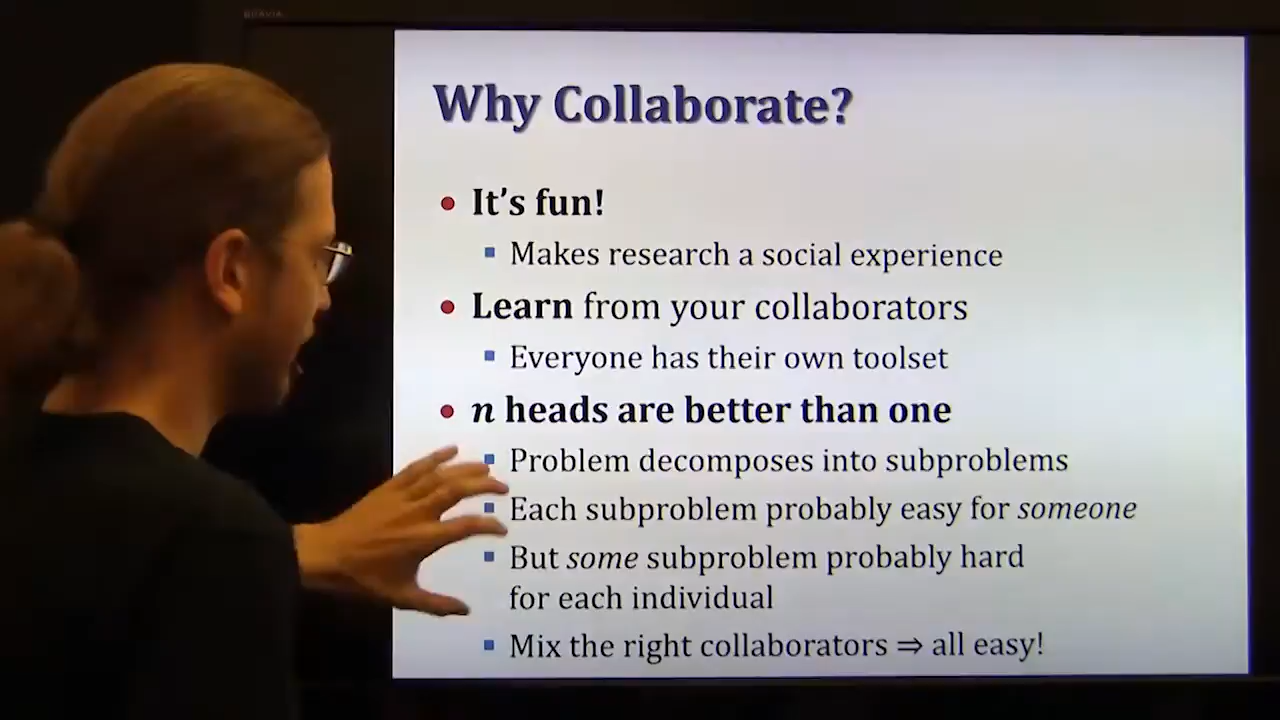 BRAVIA
Why Collaborate?
• It's fun!
▪ Makes research a social experience
• Learn from your collaborators
▪ Everyone has their own toolset
• n heads are better than one
▪ Problem decomposes into subproblems
▪ Each subproblem probably easy for someone
▪ But some subproblem probably hard
for each individual
▪ Mix the right collaborators ⇒ all easy!